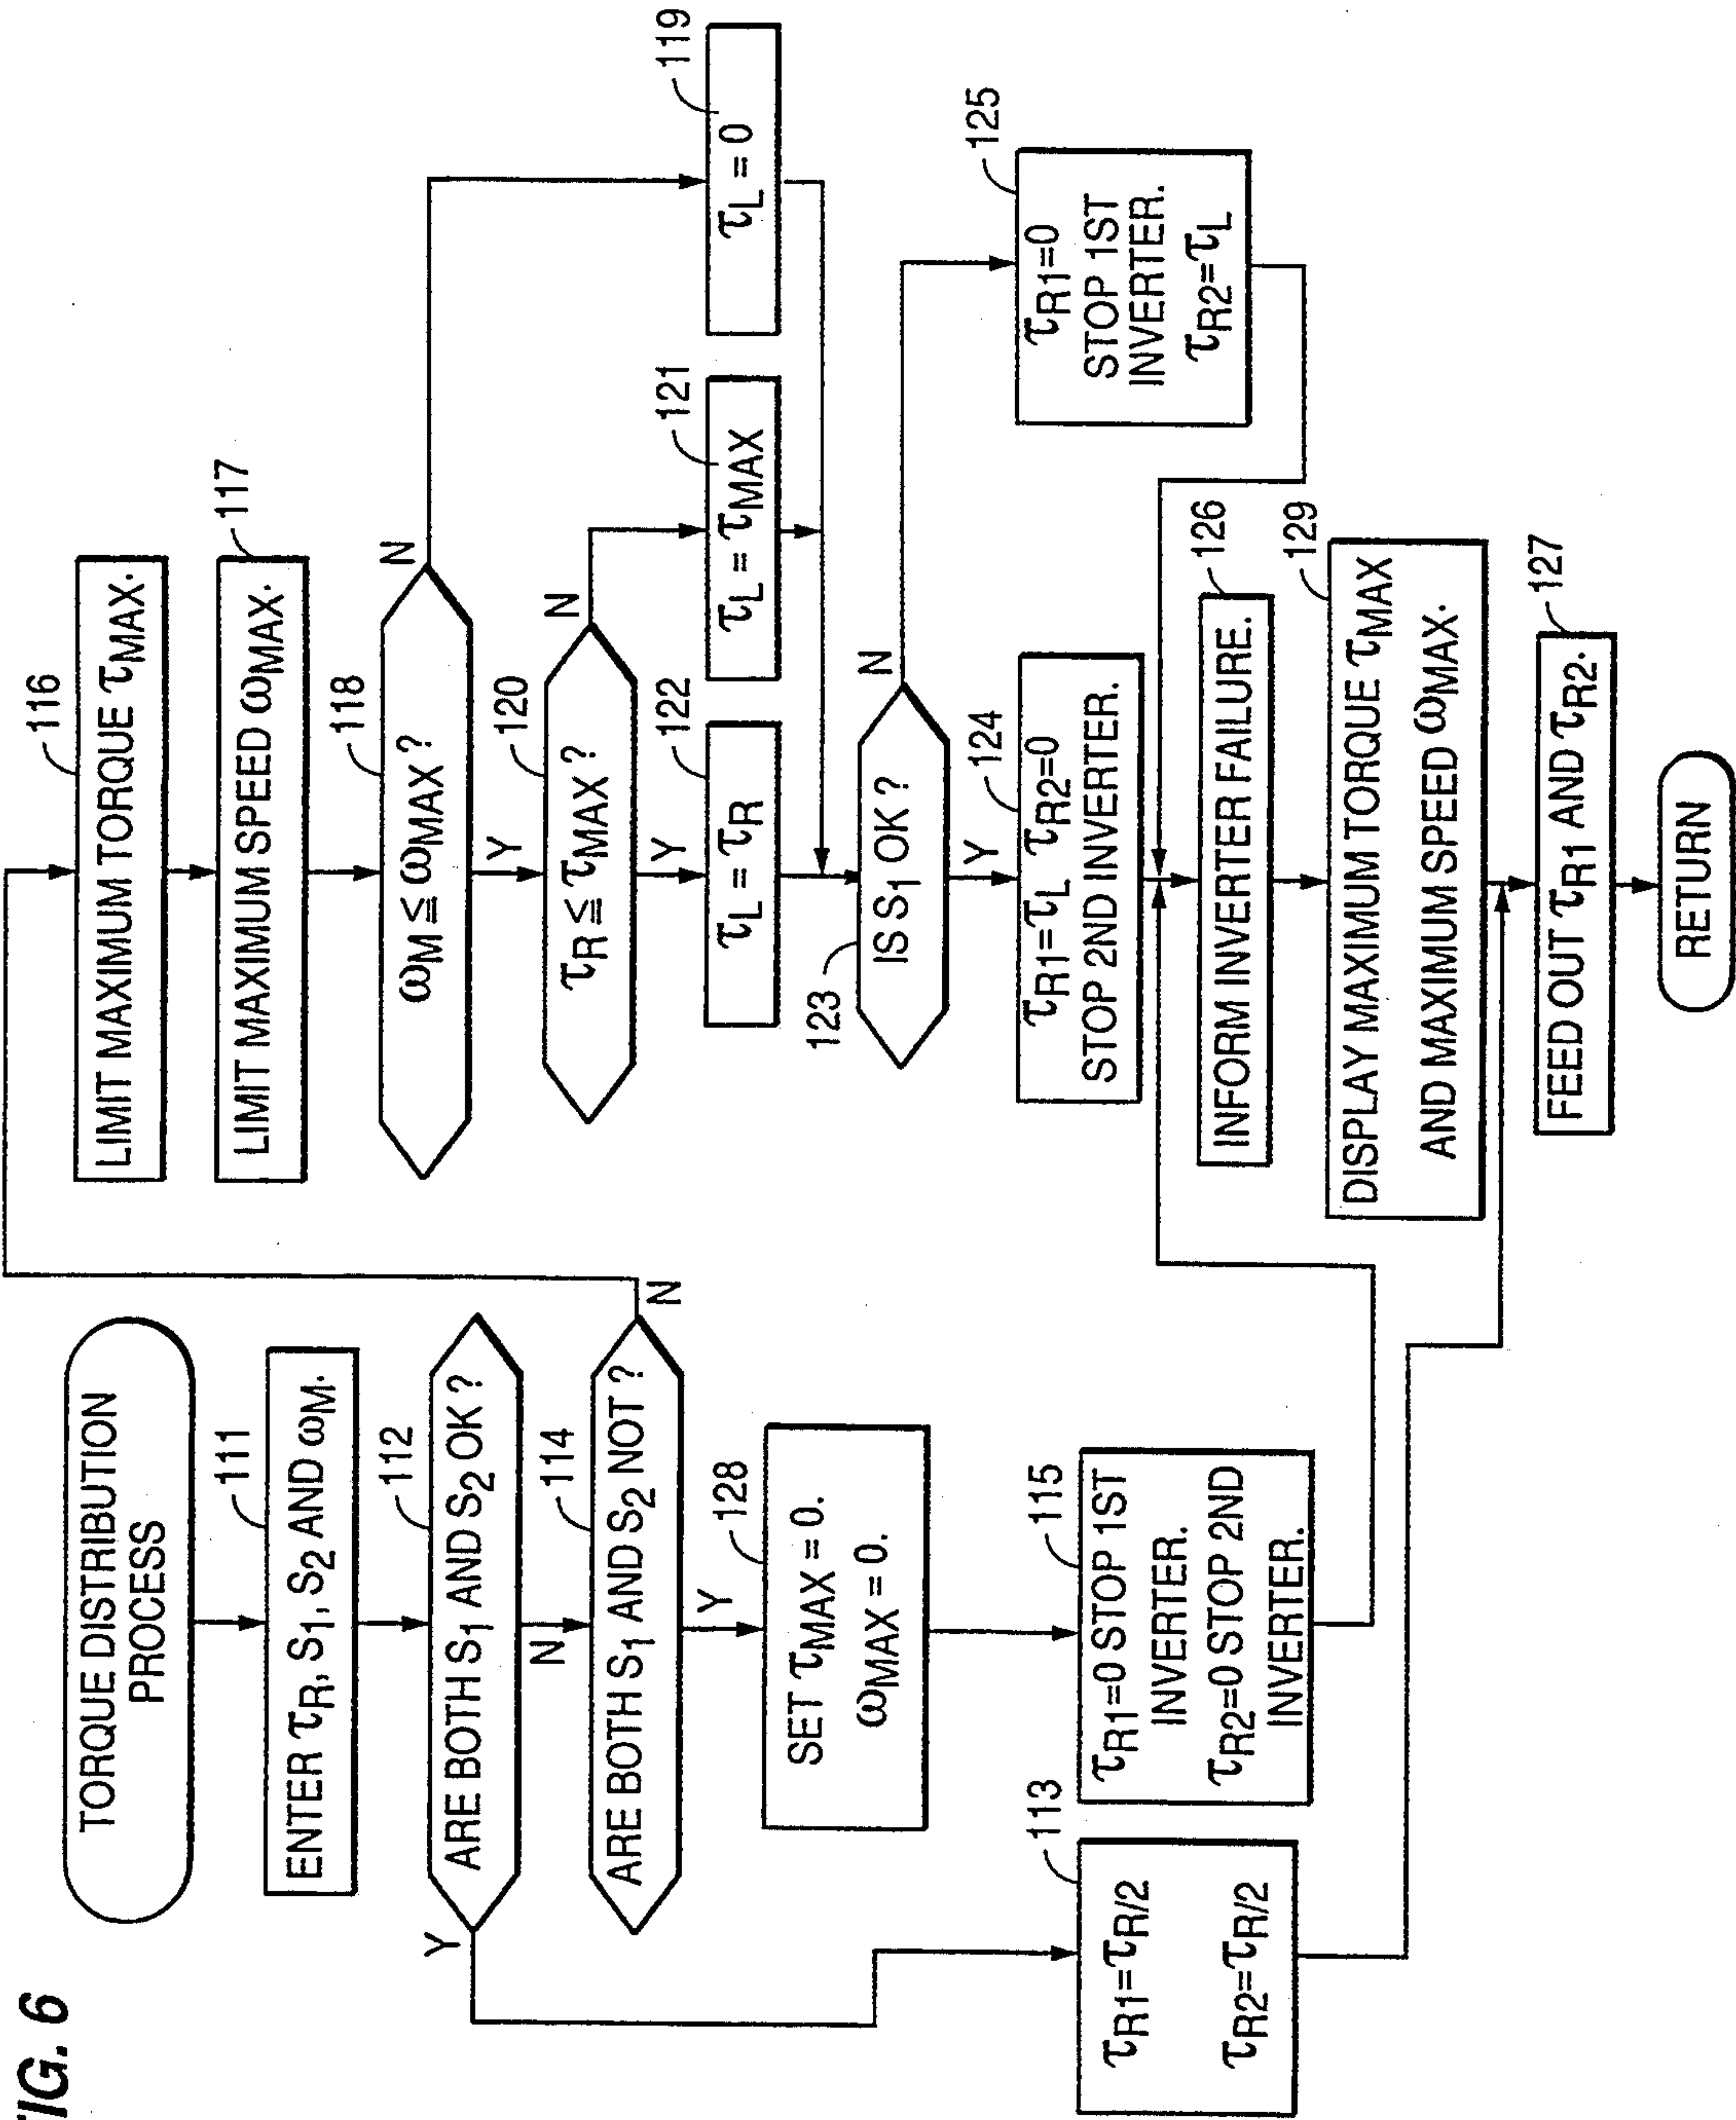 FIG. 6
TORQUE DISTRIBUTION
PROCESS
111
ENTER τR, S1, S2 AND ωM.
112
ARE BOTH S1 AND S2 OK ?
Y
N
114
ARE BOTH S1 AND S2 NOT ?
N
Y
128
SET τMAX = 0.
ωMAX = 0.
113
τR1=τR/2
τR2=τR/2
115
τR1=0 STOP 1ST
INVERTER.
τR2=0 STOP 2ND
INVERTER.
116
LIMIT MAXIMUM TORQUE τMAX.
117
LIMIT MAXIMUM SPEED ωMAX.
118
ωM ≦ ωMAX ?
N
Y
120
τR ≦ τMAX ?
N
Y
122
τL = τR
121
τL = τMAX
119
τL = 0
123
IS S1 OK ?
N
Y
124
τR1=τL τR2=0
STOP 2ND INVERTER.
125
τR1=0
STOP 1ST
INVERTER.
τR2=τL
126
INFORM INVERTER FAILURE.
129
DISPLAY MAXIMUM TORQUE τMAX
AND MAXIMUM SPEED ωMAX.
127
FEED OUT τR1 AND τR2.
RETURN